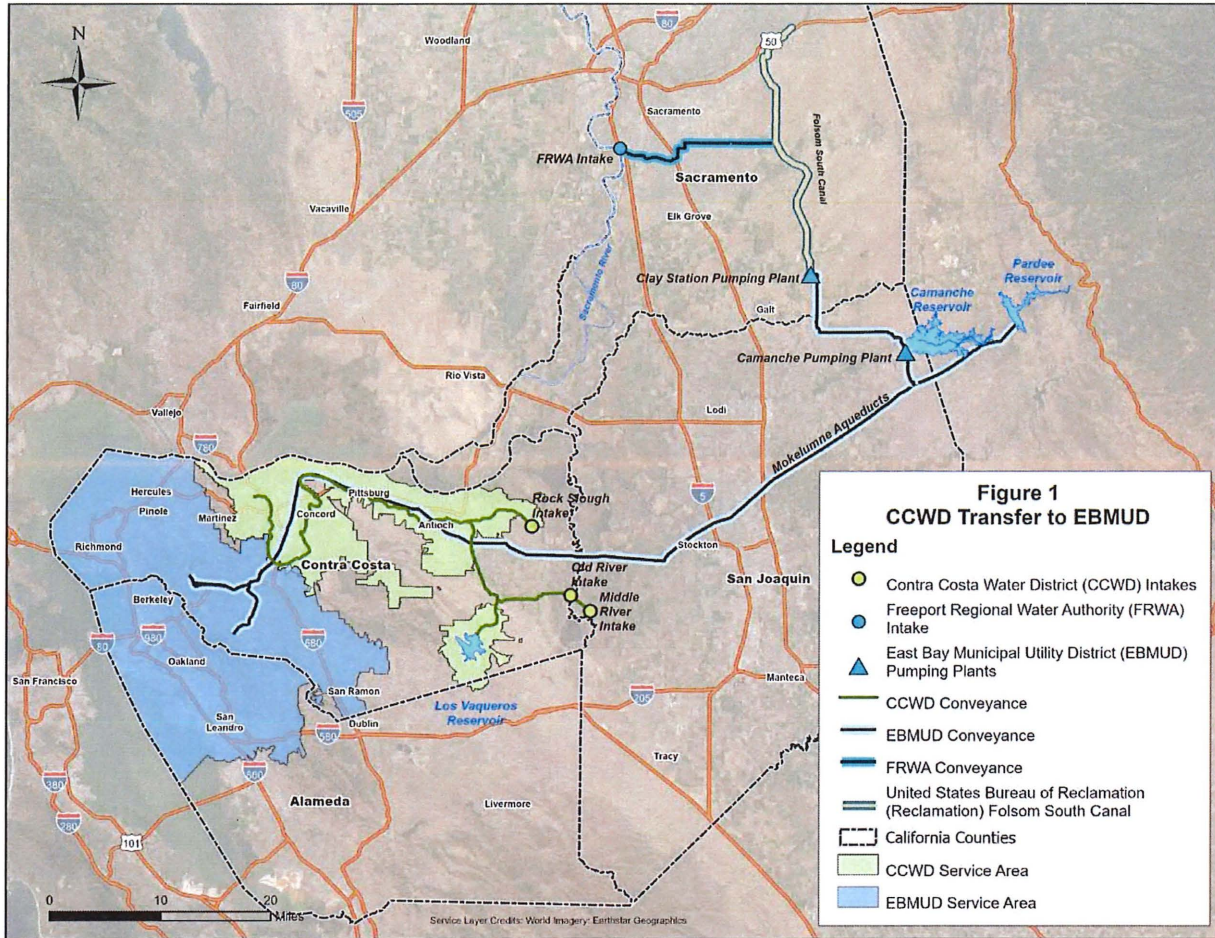 N
Woodland
80
50
505
Sacramento
FRWA Intake
Sacramento
Folsom South Canal
Vacaville
Elk Grove
Sacramento River
Clay Station Pumping Plant
Pardee
Reservoir
80
Camanche
Reservoir
Galt
Fairfield
Camanche Pumping Plant
Rio Vista
Vallejo
Lodi
Mokelumne Aqueducts
780
5
Hercules
Pinole
Pittsburg
Rock Slough
Intake
Martinez
Concord
Antioch
Richmond
Stockton
Contra Costa
Old River
Intake
San Joaquin
Middle
River
Intake
Berkeley
980
80
680
Oakland
San Francisco
San Ramon
Manteca
San
Leandro
Los Vaqueros
Reservoir
205
Dublin
580
Tracy
Alameda
Livermore
380
280
101
0 10 20
Miles
Service Layer Credits: World Imagery: Earthstar Geographics
Figure 1
CCWD Transfer to EBMUD
Legend
Contra Costa Water District (CCWD) Intakes
Freeport Regional Water Authority (FRWA)
Intake
East Bay Municipal Utility District (EBMUD)
Pumping Plants
CCWD Conveyance
EBMUD Conveyance
FRWA Conveyance
United States Bureau of Reclamation
(Reclamation) Folsom South Canal
California Counties
CCWD Service Area
EBMUD Service Area